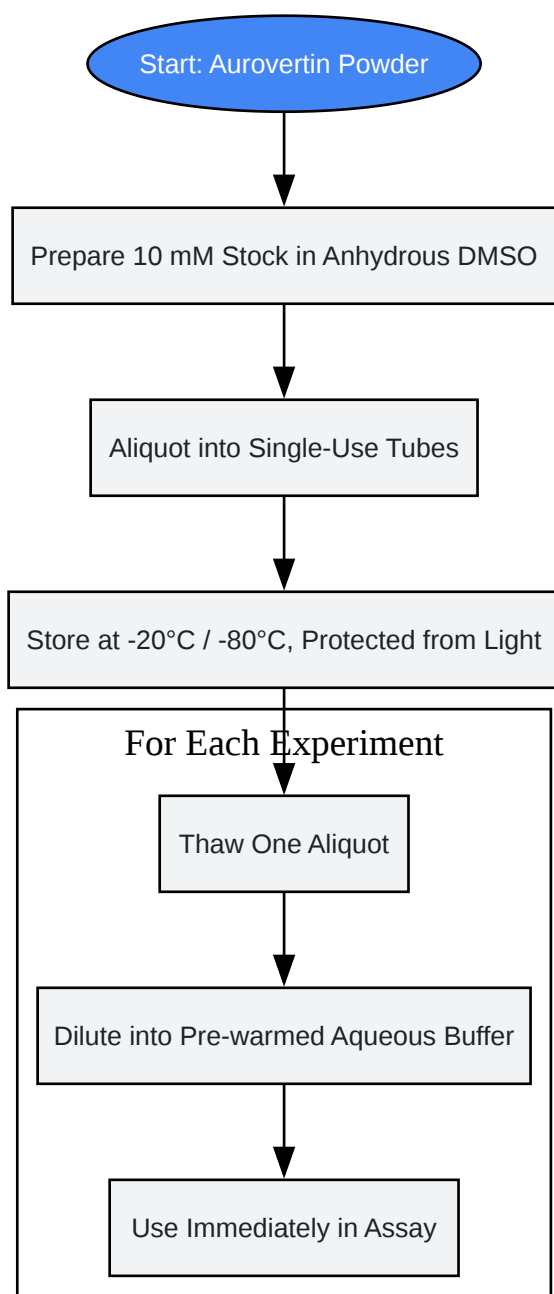 Start: Aurovertin Powder
Prepare 10 mM Stock in Anhydrous DMSO
Aliquot into Single-Use Tubes
Store at -20°C / -80°C, Protected from Light
For Each Experiment
Thaw One Aliquot
Dilute into Pre-warmed Aqueous Buffer
Use Immediately in Assay